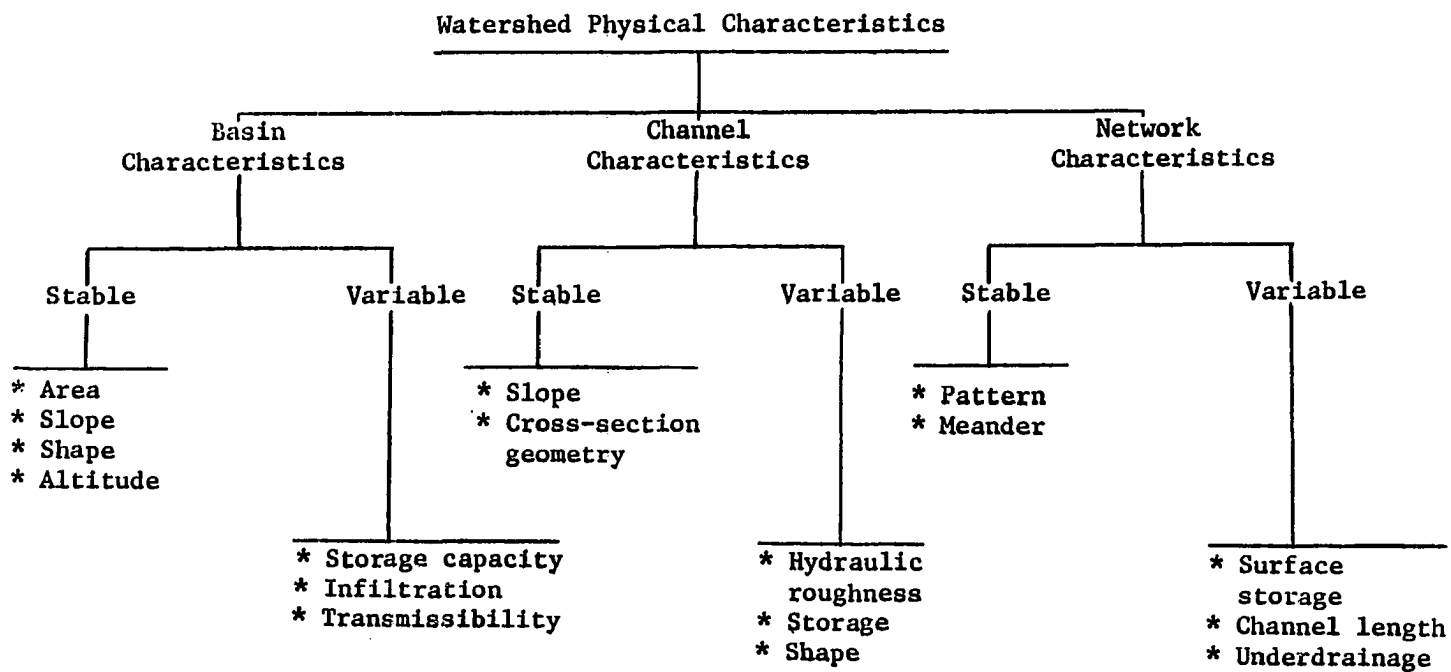 Watershed Physical Characteristics
Basin
Characteristics
Channel
Characteristics
Network
Characteristics
Stable
Variable
Stable
Variable
Stable
Variable
* Area
* Slope
* Shape
* Altitude
* Storage capacity
* Infiltration
* Transmissibility
* Slope
* Cross-section
geometry
* Hydraulic
roughness
* Storage
* Shape
* Pattern
* Meander
* Surface
storage
* Channel length
* Underdrainage